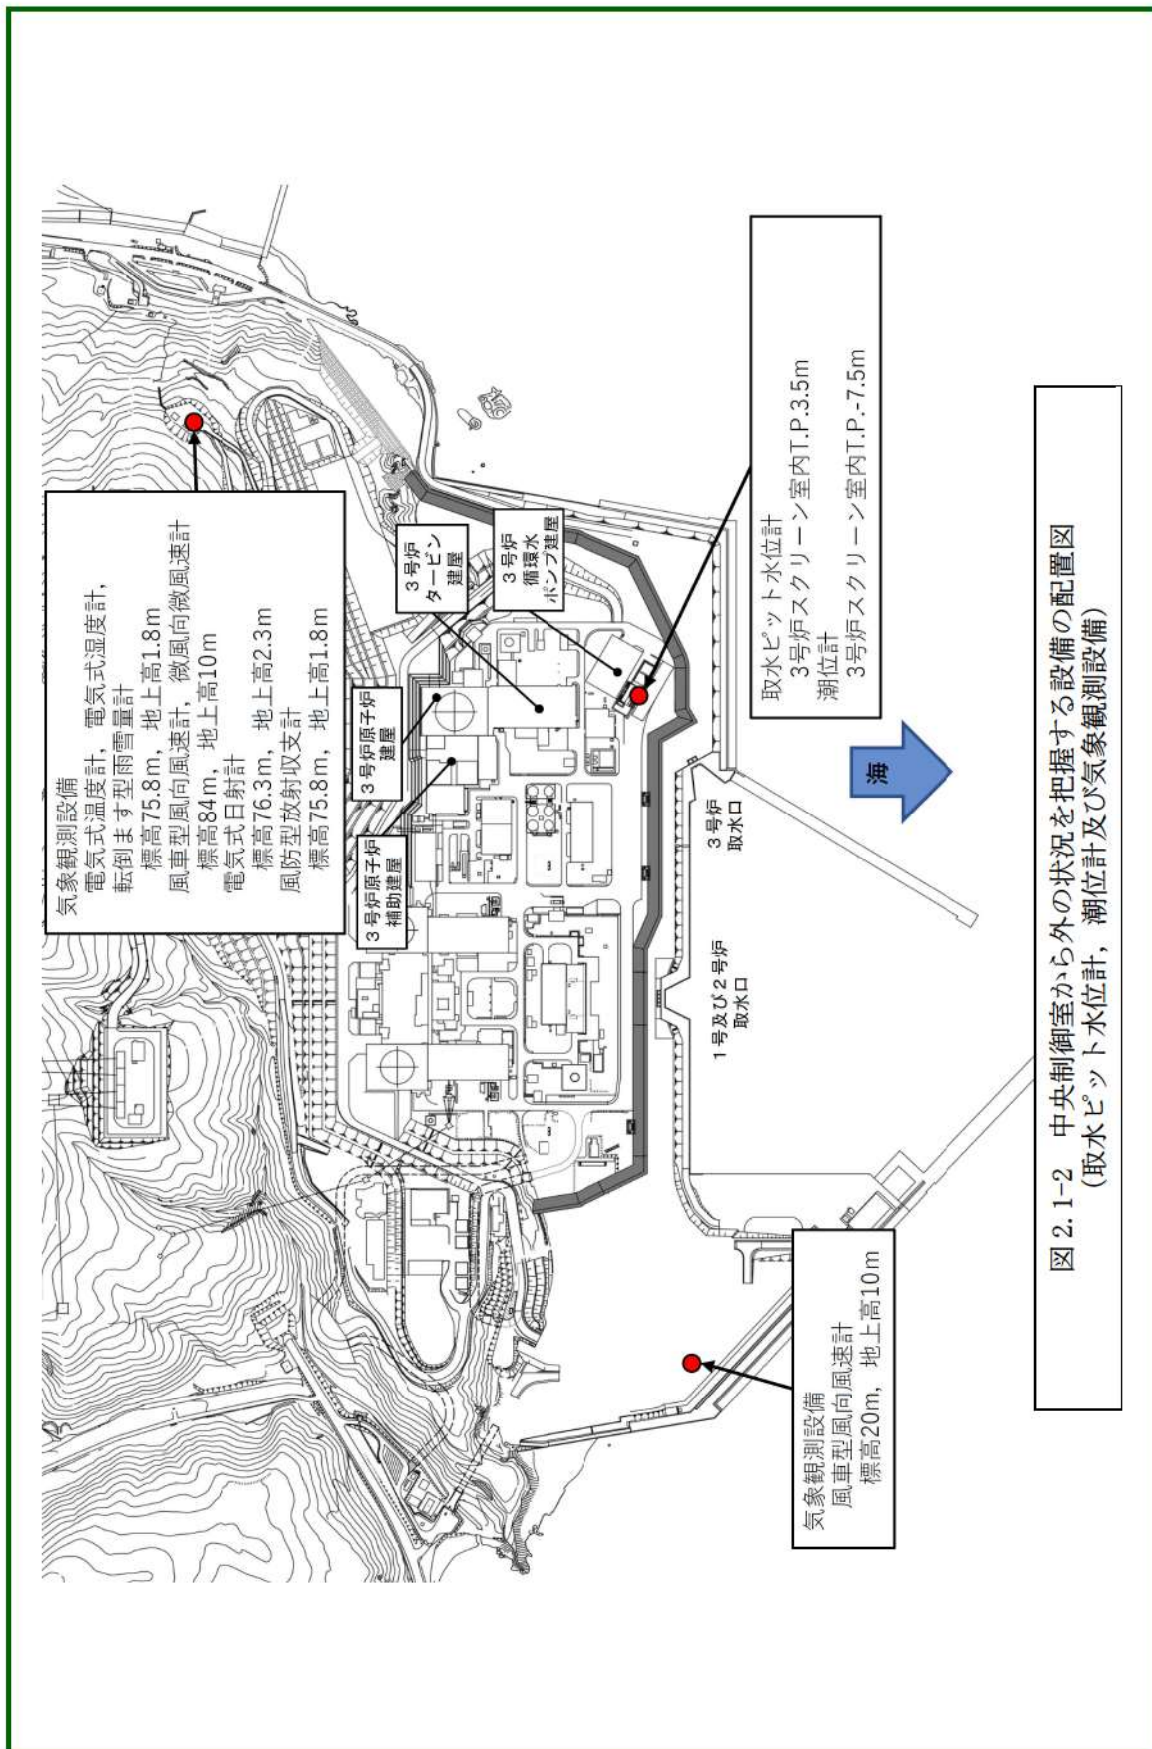 気象観測設備
電気式温度計，電気式湿度計，
転倒ます型雨雪量計
標高75.8m，地上高1.8m
風車型風向風速計，微風向微風速計
標高84m，地上高10m
電気式日射計
標高76.3m，地上高2.3m
風防型放射収支計
標高75.8m，地上高1.8m
3号炉原子炉
補助建屋
3号炉原子炉
建屋
3号炉
タービン
建屋
3号炉
循環水
ポンプ建屋
気象観測設備
風車型風向風速計
標高20m，地上高10m
1号及び2号炉
取水口
3号炉
取水口
海
取水ピット水位計
3号炉スクリーン室内T.P.3.5m
潮位計
3号炉スクリーン室内T.P.-7.5m
図2.1-2　中央制御室から外の状況を把握する設備の配置図
(取水ピット水位計，潮位計及び気象観測設備)